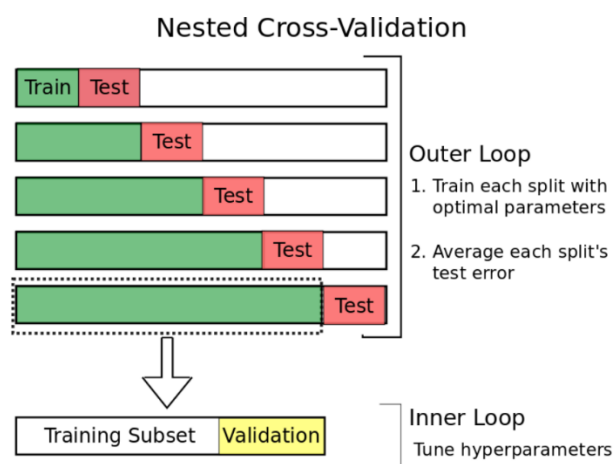 Nested Cross-Validation
Train Test
Test
Test
Test
Test
Outer Loop
1. Train each split with
optimal parameters
2. Average each split's
test error
Training Subset Validation
Inner Loop
Tune hyperparameters